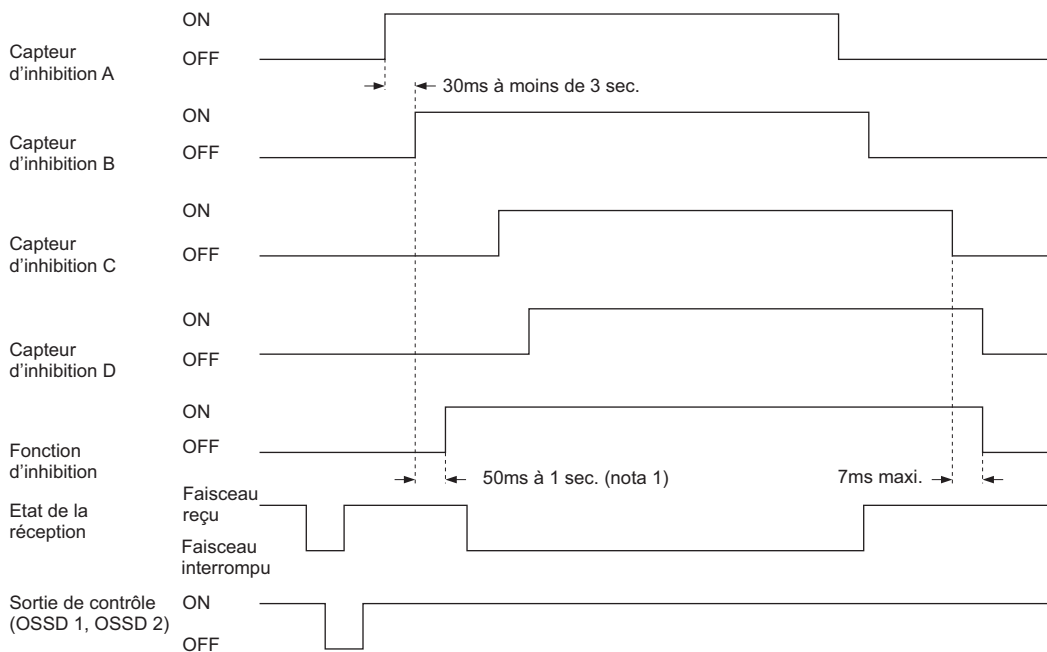 ON
Capteur
d'inhibition A
OFF
30ms à moins de 3 sec.
ON
Capteur
d'inhibition B
OFF
ON
Capteur
d'inhibition C
OFF
ON
Capteur
d'inhibition D
OFF
ON
Fonction
d'inhibition
OFF
50ms à 1 sec. (nota 1)
7ms maxi.
Etat de la
réception
Faisceau
reçu
Faisceau
interrompu
Sortie de contrôle
(OSSD 1, OSSD 2)
ON
OFF